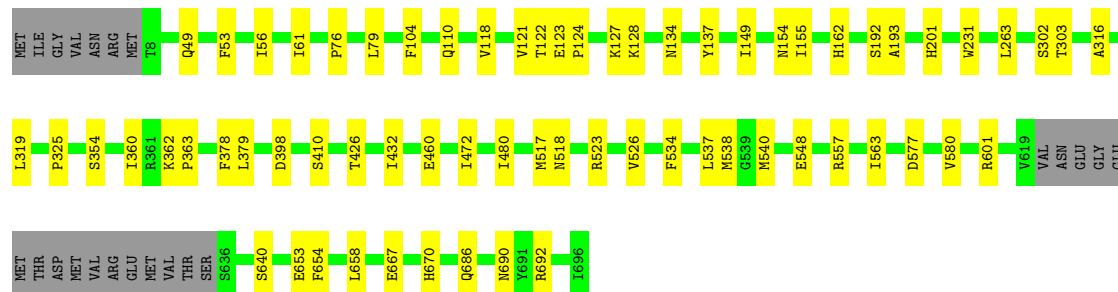 MET ILE GLY VAL ASN ARG MET T8 Q49 F53 I56 I61 P76 L79 F104 Q110 V118 V121 T122 E123 P124 K127 K128 N134 Y137 I149 N154 I155 H162 S192 A193 H201 W231 L263 S302 T303 A316
L319 P325 S354 I360 R361 K362 P363 F378 L379 D398 S410 T426 I432 E460 I472 I480 M517 N518 R523 V526 F534 L537 M538 G539 M540 E548 R557 I563 D577 V580 R601 V619 VAL ASN GLU GLY GLU
MET THR ASP MET VAL ARG GLU MET VAL THR SER S636 S640 E653 F654 L658 E667 H670 Q686 N690 Y691 R692 I696